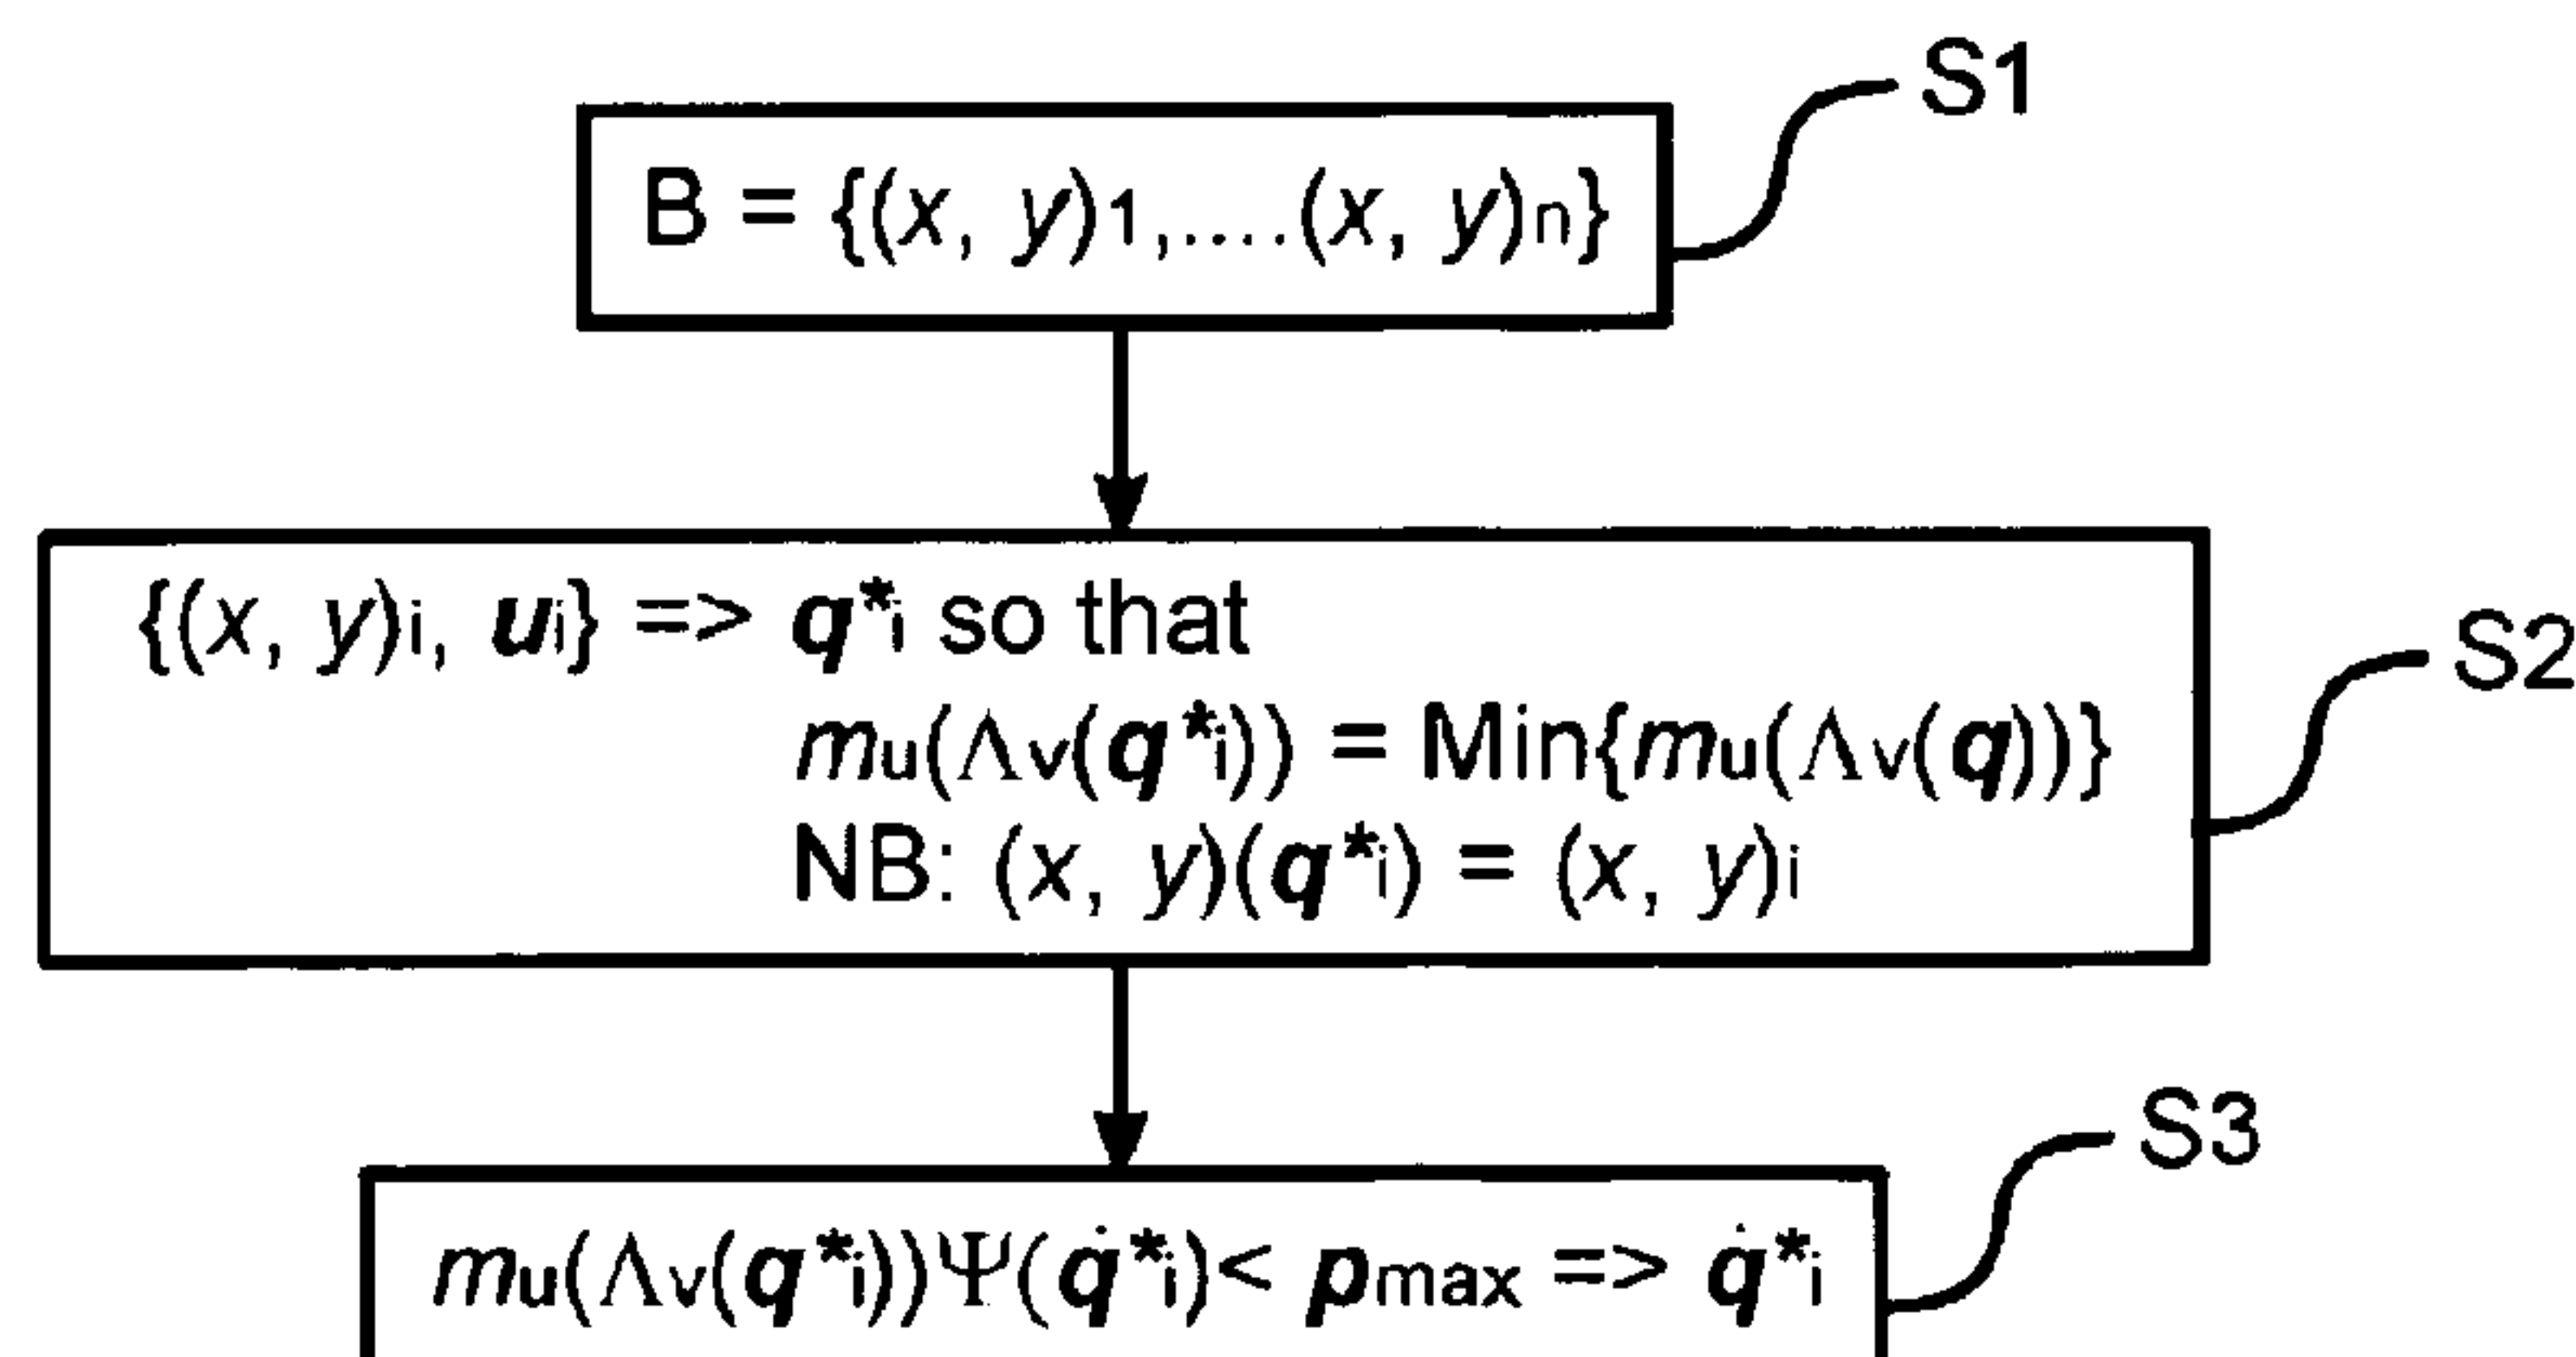 S1
B = {(x, y)1,....(x, y)n}
{(x, y)i, ui} => q*i so that
mu(Λv(q*i)) = Min{mu(Λv(q))}
S2
NB: (x, y)(q*i) = (x, y)i
S3
mu(Λv(q*i))Ψ(q̇*i)< pmax => q̇*i